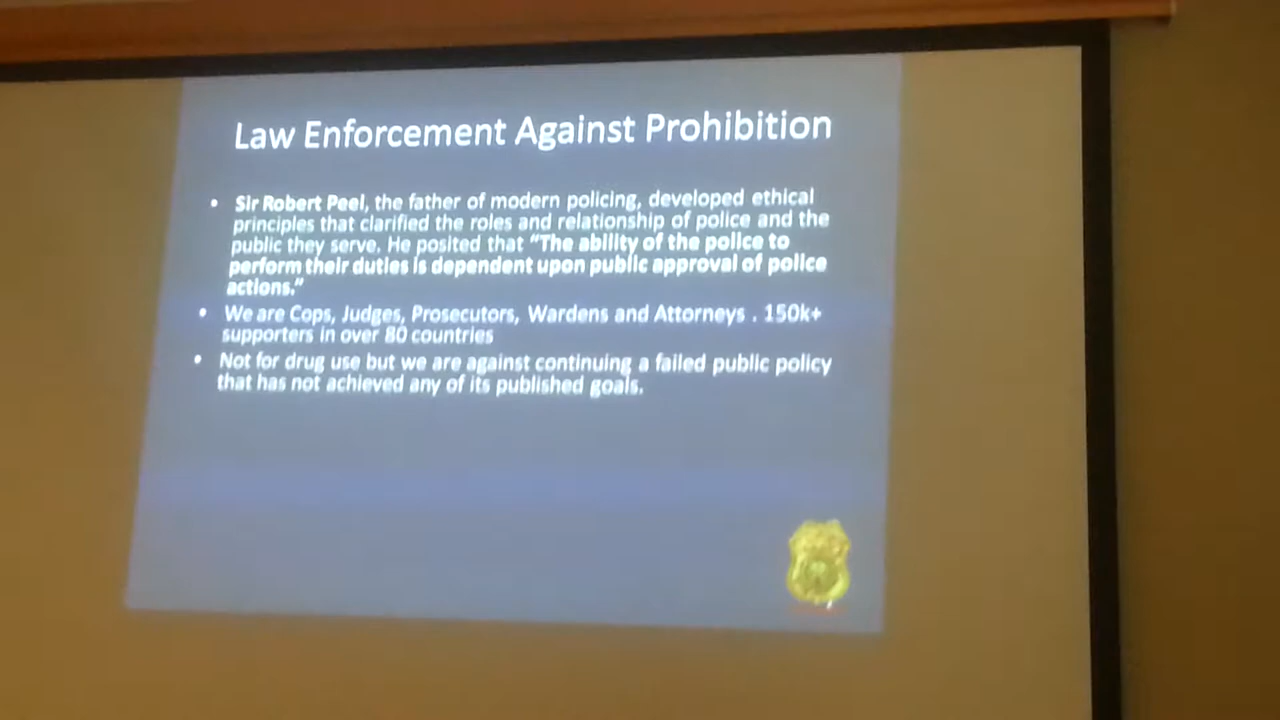 Law Enforcement Against Prohibition
• Sir Robert Peel, the father of modern policing, developed ethical
principles that clarified the roles and relationship of police and the
public they serve. He posited that “The ability of the police to
perform their duties is dependent upon public approval of police
actions.”
• We are Cops, Judges, Prosecutors, Wardens and Attorneys . 150k+
supporters in over 80 countries
• Not for drug use but we are against continuing a failed public policy
that has not achieved any of its published goals.